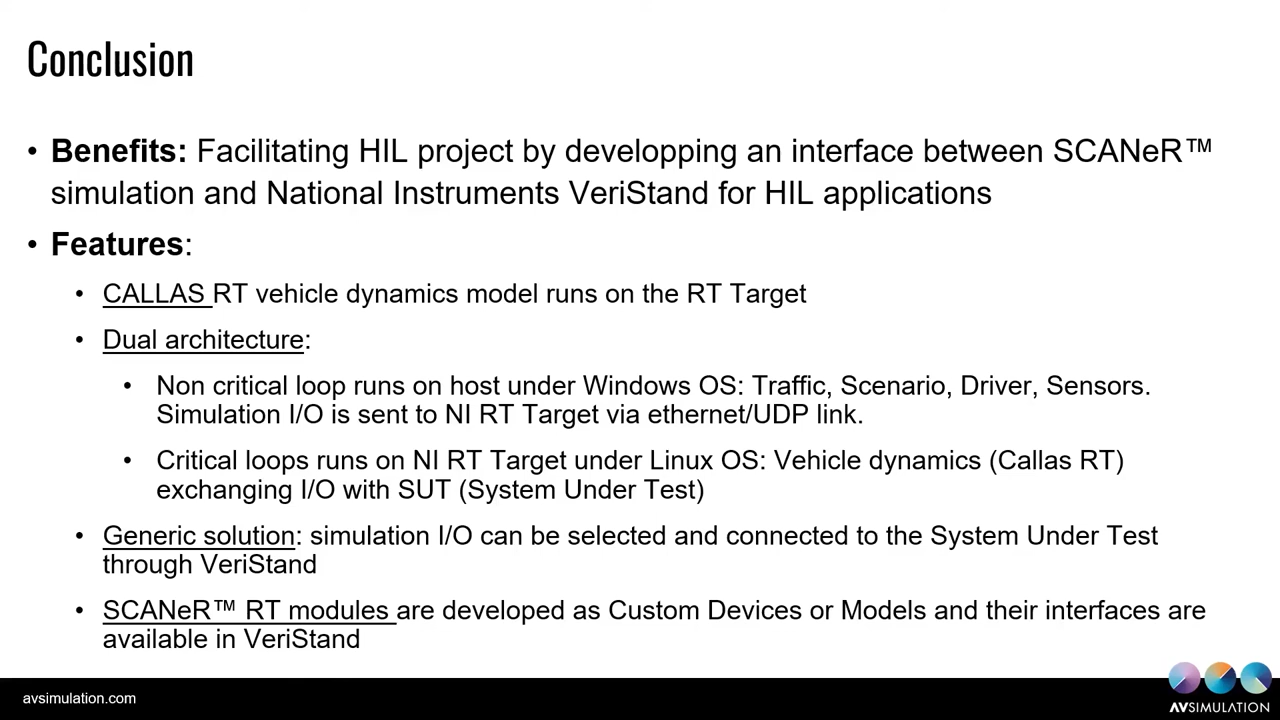 Conclusion
• Benefits: Facilitating HIL project by developping an interface between SCANeR™
simulation and National Instruments VeriStand for HIL applications
• Features:
• CALLAS RT vehicle dynamics model runs on the RT Target
• Dual architecture:
• Non critical loop runs on host under Windows OS: Traffic, Scenario, Driver, Sensors.
Simulation I/O is sent to NI RT Target via ethernet/UDP link.
• Critical loops runs on NI RT Target under Linux OS: Vehicle dynamics (Callas RT)
exchanging I/O with SUT (System Under Test)
• Generic solution: simulation I/O can be selected and connected to the System Under Test
through VeriStand
• SCANeR™ RT modules are developed as Custom Devices or Models and their interfaces are
available in VeriStand
avsimulation.com
AVSIMULATION